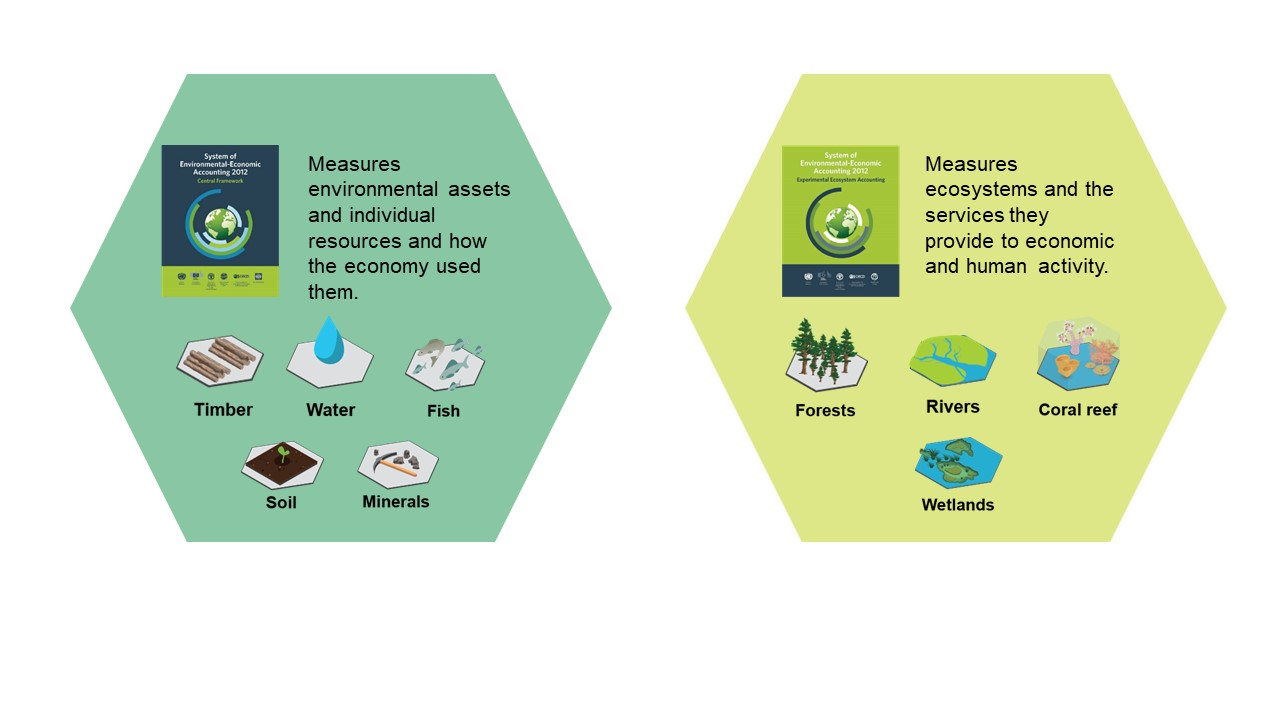 System of
Environmental-Economic
Accounting 2012
Central Framework
Measures
environmental assets
and individual
resources and how
the economy used
them.
Timber
Water
Fish
Soil
Minerals
System of
Environmental-Economic
Accounting 2012
Experimental Ecosystem Accounting
Measures
ecosystems and the
services they
provide to economic
and human activity.
Forests
Rivers
Coral reef
Wetlands